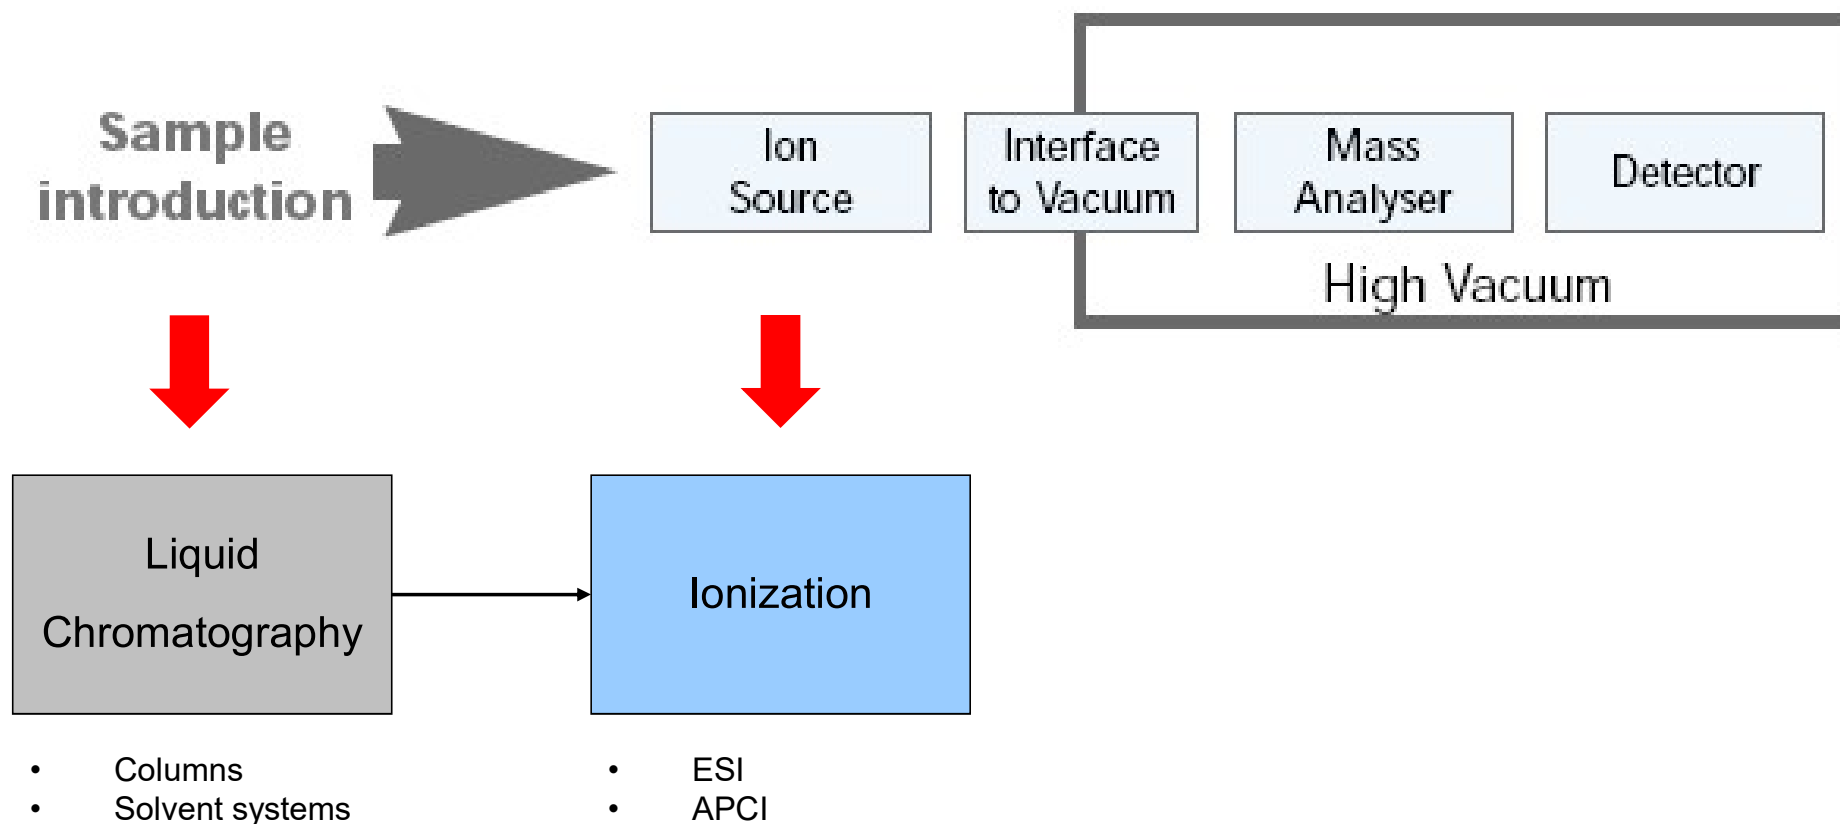 Sample
introduction
Ion
Source
Interface
to Vacuum
Mass
Analyser
Detector
High Vacuum
Liquid
Chromatography
Ionization
• Columns
• Solvent systems
• ESI
• APCI